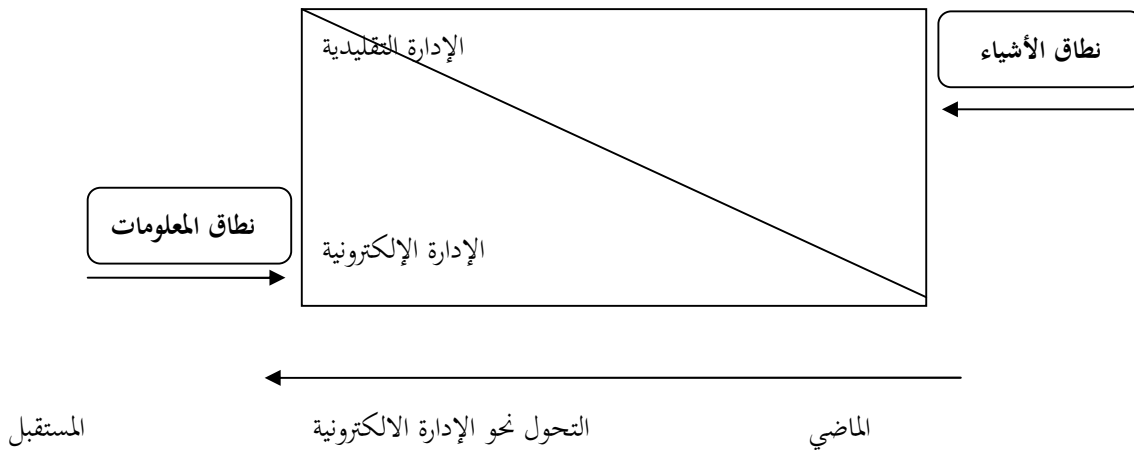 نطاق الأشياء
الإدارة التقليدية
نطاق المعلومات
الإدارة الإلكترونية
الماضي
التحول نحو الإدارة الالكترونية
المستقبل